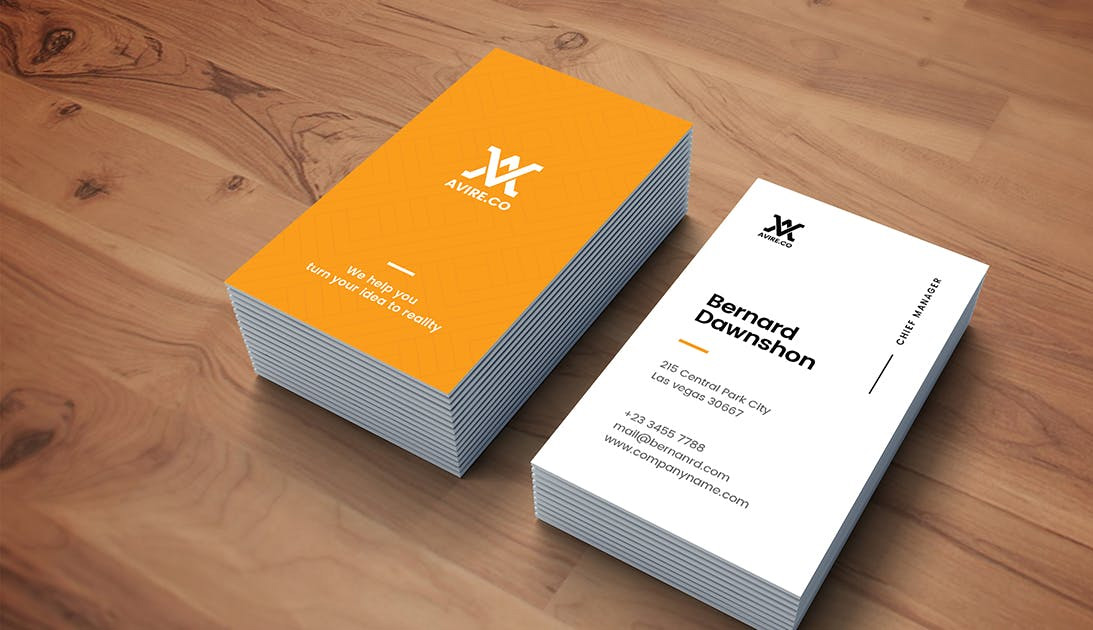 AVIRE.CO
We help you
turn your idea to reality
AVIRE.CO
CHIEF MANAGER
Bernard
Dawnshon
215 Central Park City
Las vegas 30667
+23 3455 7788
mail@bernanrd.com
www.companyname.com